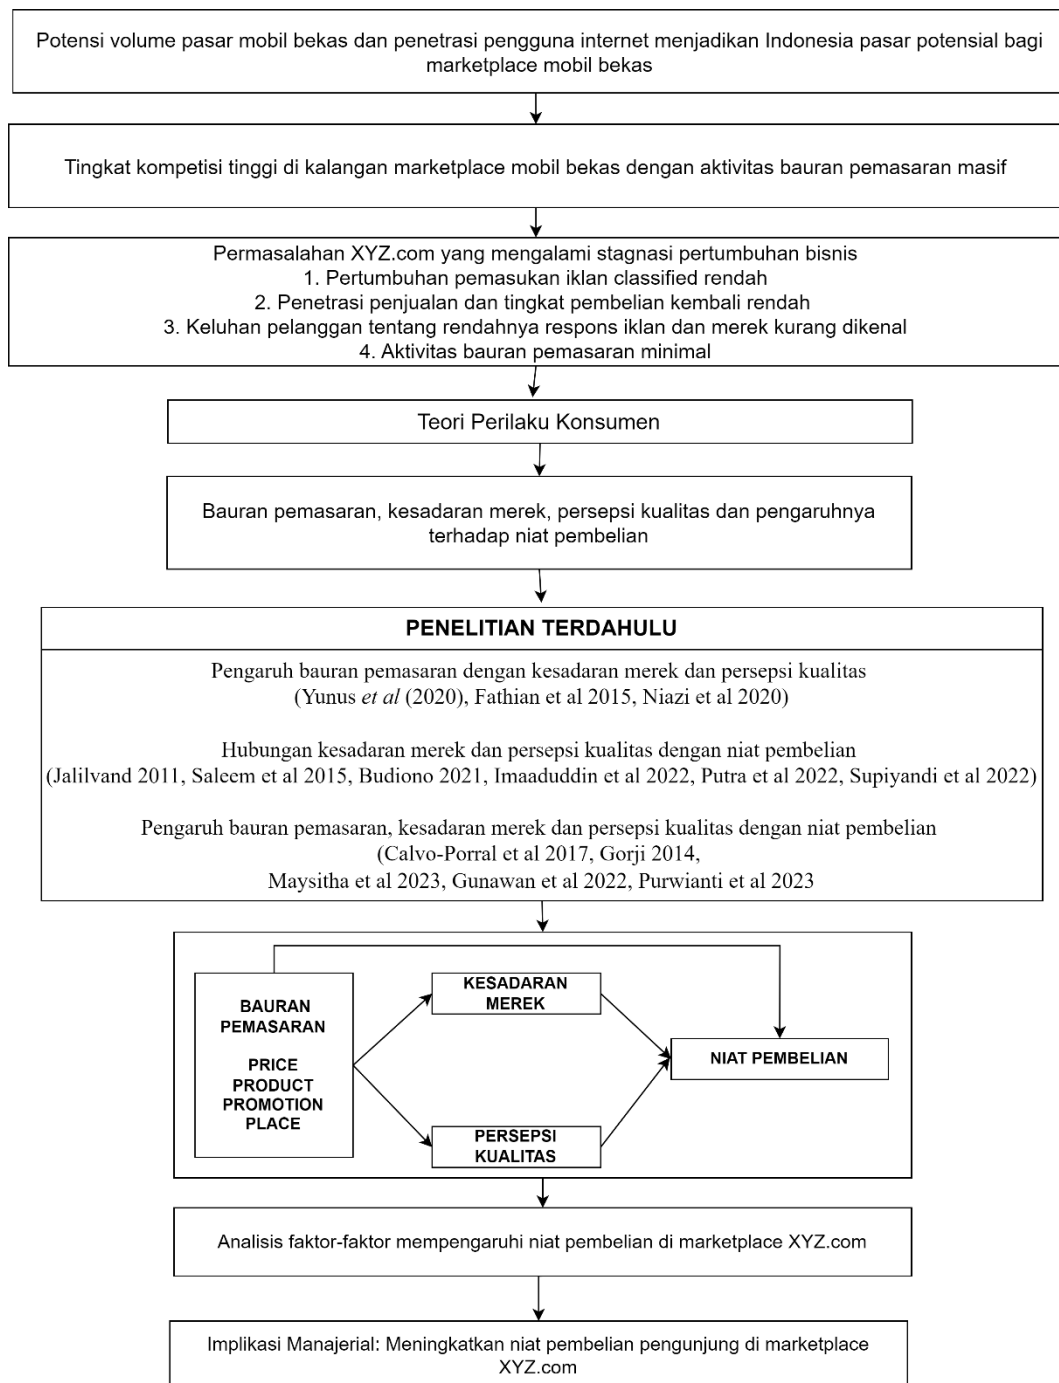 Potensi volume pasar mobil bekas dan penetrasi pengguna internet menjadikan Indonesia pasar potensial bagi
marketplace mobil bekas
Tingkat kompetisi tinggi di kalangan marketplace mobil bekas dengan aktivitas bauran pemasaran masif
Permasalahan XYZ.com yang mengalami stagnasi pertumbuhan bisnis
1. Pertumbuhan pemasukan iklan classified rendah
2. Penetrasi penjualan dan tingkat pembelian kembali rendah
3. Keluhan pelanggan tentang rendahnya respons iklan dan merek kurang dikenal
4. Aktivitas bauran pemasaran minimal
Teori Perilaku Konsumen
Bauran pemasaran, kesadaran merek, persepsi kualitas dan pengaruhnya
terhadap niat pembelian
PENELITIAN TERDAHULU
Pengaruh bauran pemasaran dengan kesadaran merek dan persepsi kualitas
(Yunus et al (2020), Fathian et al 2015, Niazi et al 2020)
Hubungan kesadaran merek dan persepsi kualitas dengan niat pembelian
(Jalilvand 2011, Saleem et al 2015, Budiono 2021, Imaaduddin et al 2022, Putra et al 2022, Supiyandi et al 2022)
Pengaruh bauran pemasaran, kesadaran merek dan persepsi kualitas dengan niat pembelian
(Calvo-Porral et al 2017, Gorji 2014,
Maysitha et al 2023, Gunawan et al 2022, Purwianti et al 2023
BAURAN
PEMASARAN
PRICE
PRODUCT
PROMOTION
PLACE
KESADARAN
MEREK
PERSEPSI
KUALITAS
NIAT PEMBELIAN
Analisis faktor-faktor mempengaruhi niat pembelian di marketplace XYZ.com
Implikasi Manajerial: Meningkatkan niat pembelian pengunjung di marketplace
XYZ.com